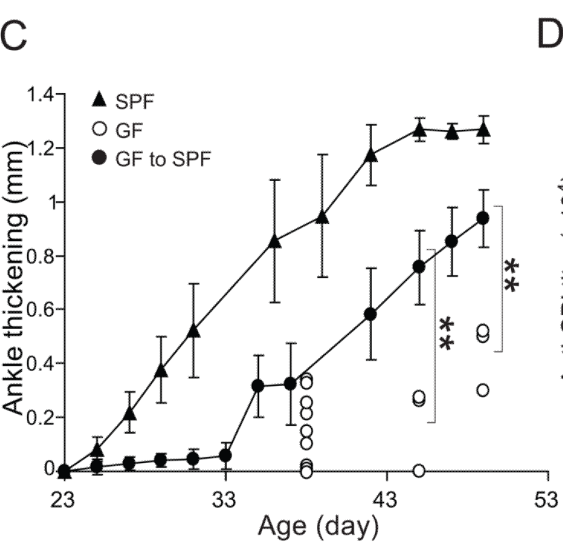 C
D
1.4
SPF
GF
GF to SPF
1.2
1
0.8
0.6
0.4
0.2
0
Ankle thickening (mm)
**
**
23
33
43
53
Age (day)